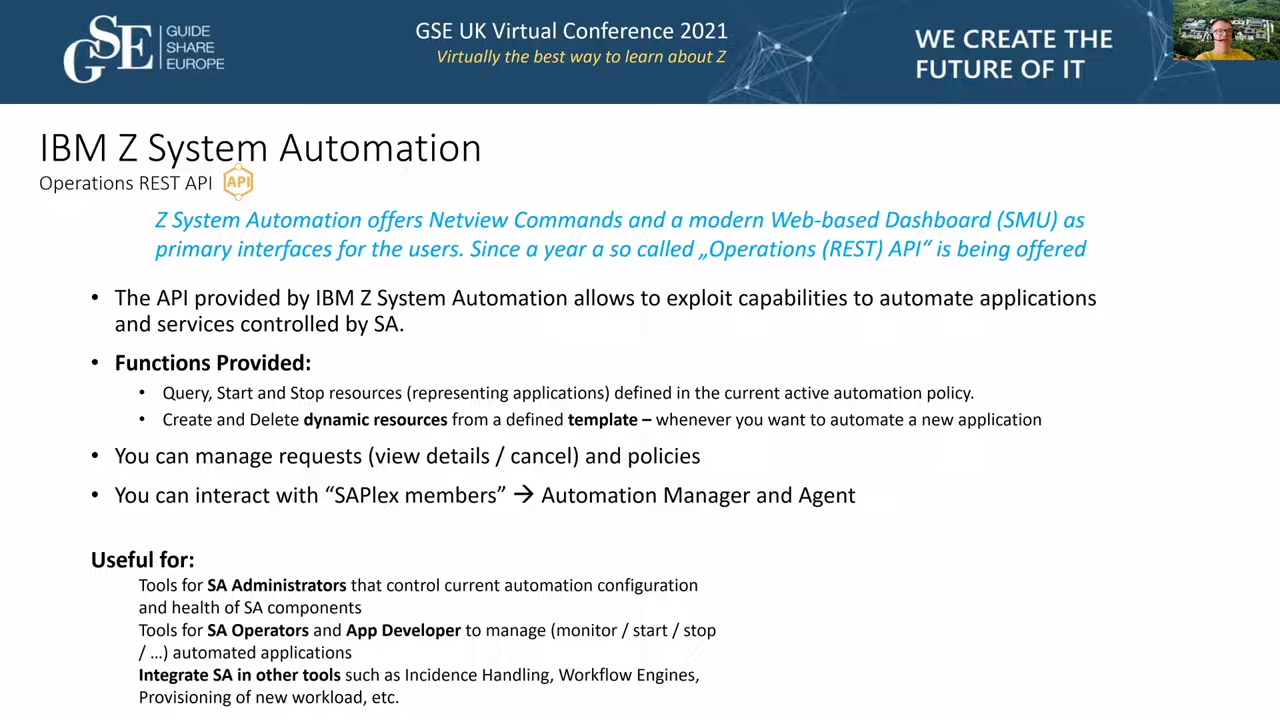 GSE
GUIDE
SHARE
EUROPE
GSE UK Virtual Conference 2021
Virtually the best way to learn about Z
WE CREATE THE
FUTURE OF IT
IBM Z System Automation
Operations REST API
API
Z System Automation offers Netview Commands and a modern Web-based Dashboard (SMU) as
primary interfaces for the users. Since a year a so called „Operations (REST) API“ is being offered
• The API provided by IBM Z System Automation allows to exploit capabilities to automate applications
and services controlled by SA.
• Functions Provided:
• Query, Start and Stop resources (representing applications) defined in the current active automation policy.
• Create and Delete dynamic resources from a defined template – whenever you want to automate a new application
• You can manage requests (view details / cancel) and policies
• You can interact with “SAPlex members” → Automation Manager and Agent
Useful for:
Tools for SA Administrators that control current automation configuration
and health of SA components
Tools for SA Operators and App Developer to manage (monitor / start / stop
/ …) automated applications
Integrate SA in other tools such as Incidence Handling, Workflow Engines,
Provisioning of new workload, etc.